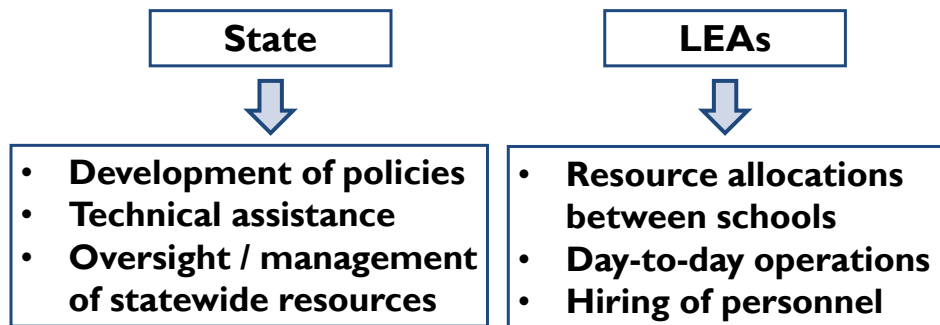 State
LEAs
• Development of policies
• Technical assistance
• Oversight / management
of statewide resources
• Resource allocations
between schools
• Day-to-day operations
• Hiring of personnel